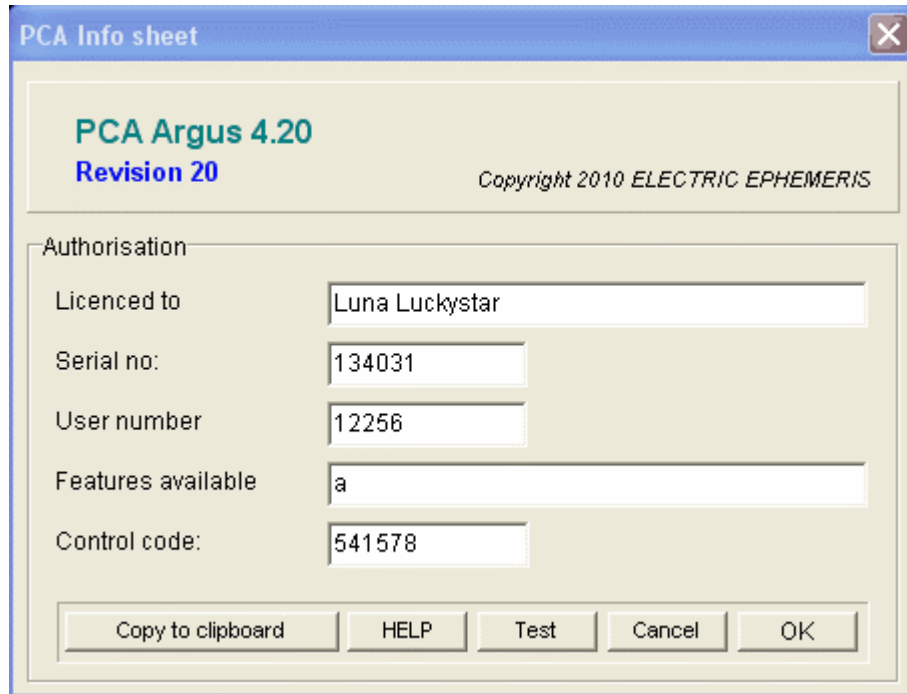 PCA Info sheet
PCA Argus 4.20
Revision 20
Copyright 2010 ELECTRIC EPHEMERIS
Authorisation
Licenced to Luna Luckystar
Serial no: 134031
User number 12256
Features available a
Control code: 541578
Copy to clipboard HELP Test Cancel OK